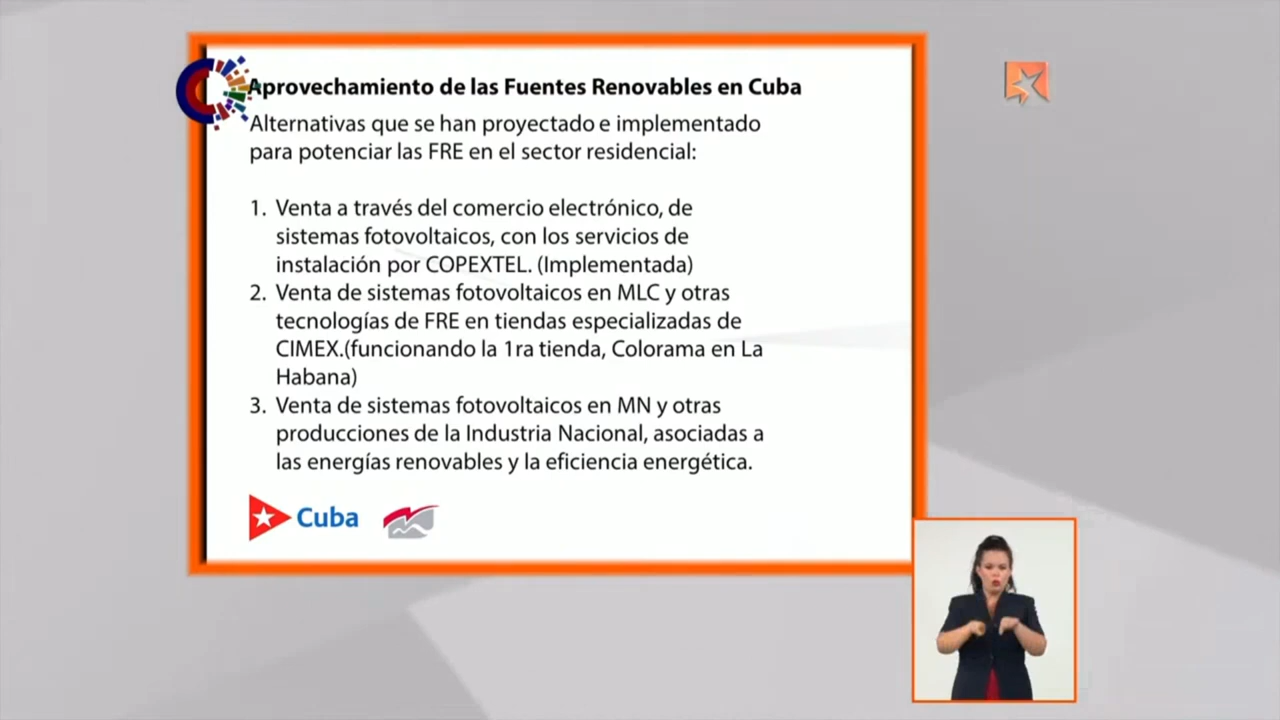 Aprovechamiento de las Fuentes Renovables en Cuba
Alternativas que se han proyectado e implementado
para potenciar las FRE en el sector residencial:
1. Venta a través del comercio electrónico, de
sistemas fotovoltaicos, con los servicios de
instalación por COPEXTEL. (Implementada)
2. Venta de sistemas fotovoltaicos en MLC y otras
tecnologías de FRE en tiendas especializadas de
CIMEX.(funcionando la 1ra tienda, Colorama en La
Habana)
3. Venta de sistemas fotovoltaicos en MN y otras
producciones de la Industria Nacional, asociadas a
las energías renovables y la eficiencia energética.
Cuba